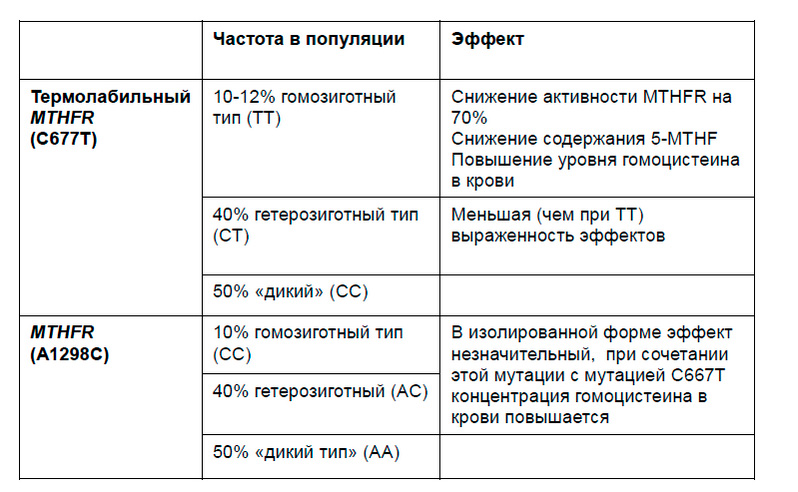 Частота в популяции
Эффект
Термолабильный
MTHFR
(C677T)
10-12% гомозиготный
тип (TT)
Снижение активности MTHFR на
70%
Снижение содержания 5-MTHF
Повышение уровня гомоцистеина
в крови
40% гетерозиготный тип
(CT)
Меньшая (чем при TT)
выраженность эффектов
50% «дикий» (CC)
MTHFR
(A1298C)
10% гомозиготный тип
(CC)
40% гетерозиготный (AC)
50% «дикий тип» (AA)
В изолированной форме эффект
незначительный, при сочетании
этой мутации с мутацией C667T
концентрация гомоцистеина в
крови повышается